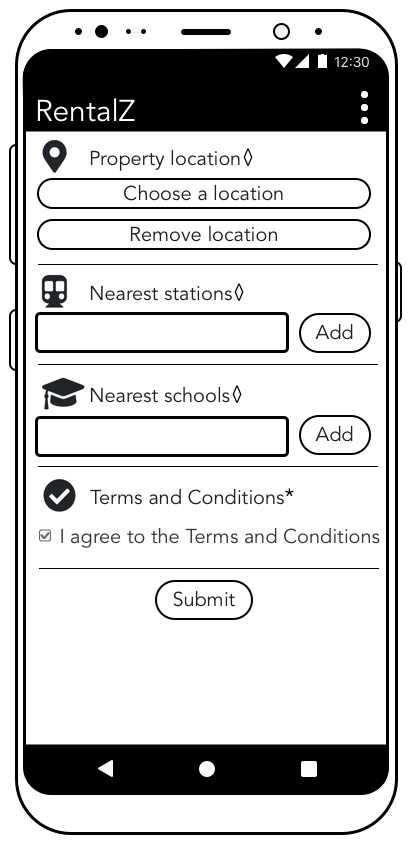 12:30
RentalZ
Property location◊
Choose a location
Remove location
Nearest stations◊
Add
Nearest schools◊
Add
Terms and Conditions*
I agree to the Terms and Conditions
Submit